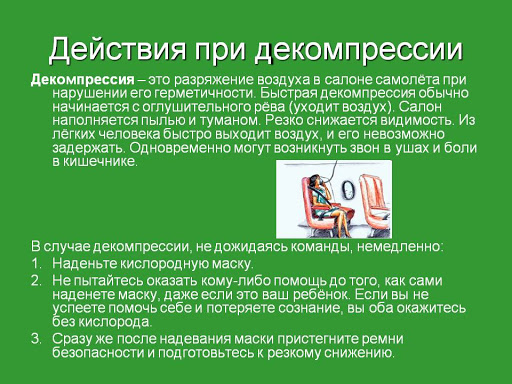 Действия при декомпрессии
Декомпрессия – это разряжение воздуха в салоне самолёта при
нарушении его герметичности. Быстрая декомпрессия обычно
начинается с оглушительного рёва (уходит воздух). Салон
наполняется пылью и туманом. Резко снижается видимость. Из
лёгких человека быстро выходит воздух, и его невозможно
задержать. Одновременно могут возникнуть звон в ушах и боли
в кишечнике.
В случае декомпрессии, не дожидаясь команды, немедленно:
1. Наденьте кислородную маску.
2. Не пытайтесь оказать кому-либо помощь до того, как сами
наденете маску, даже если это ваш ребёнок. Если вы не
успеете помочь себе и потеряете сознание, вы оба окажитесь
без кислорода.
3. Сразу же после надевания маски пристегните ремни
безопасности и подготовьтесь к резкому снижению.